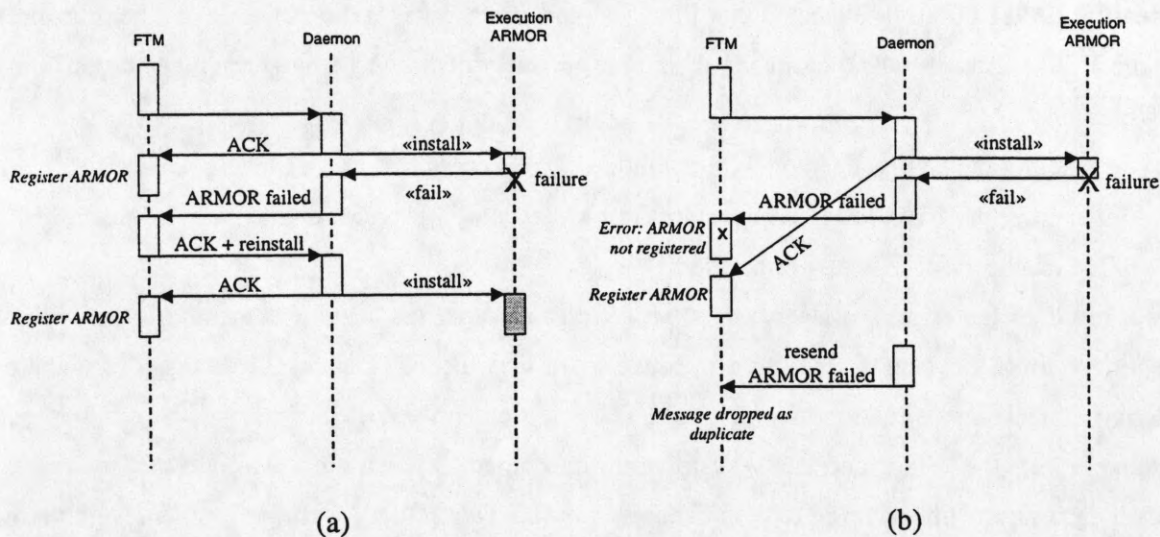 FTM
Daemon
Execution
ARMOR
ACK
«install»
Register ARMOR
failure
ARMOR failed
«fail»
ACK + reinstall
ACK
«install»
Register ARMOR
(a)
FTM
Daemon
Execution
ARMOR
«install»
failure
«fail»
ARMOR failed
x
Error: ARMOR
not registered
ACK
Register ARMOR
resend
ARMOR failed
Message dropped as
duplicate
(b)